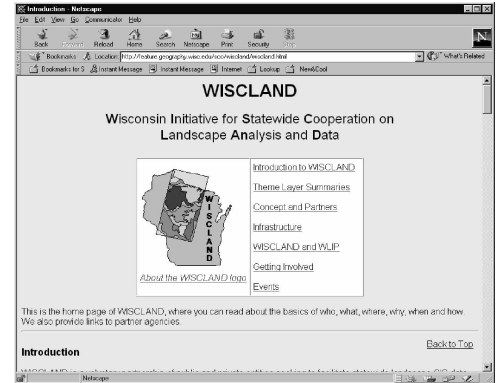 Introduction - Netscape
File Edit View Go Communicator Help
Back Forward Reload Home Search Netscape Print Security Stop
Bookmarks Location: http://feature.geography.wisc.edu/sco/wiscland/wiscland.html What's Related
Bookmarks for S Instant Message Instant Message Internet Lookup New&Cool
WISCLAND
Wisconsin Initiative for Statewide Cooperation on
Landscape Analysis and Data
WISCLAND
About the WISCLAND logo
Introduction to WISCLAND
Theme Layer Summaries
Concept and Partners
Infrastructure
WISCLAND and WLIP
Getting Involved
Events
This is the home page of WISCLAND, where you can read about the basics of who, what, where, why, when and how.
We also provide links to partner agencies.
Back to Top
Introduction
Netscape